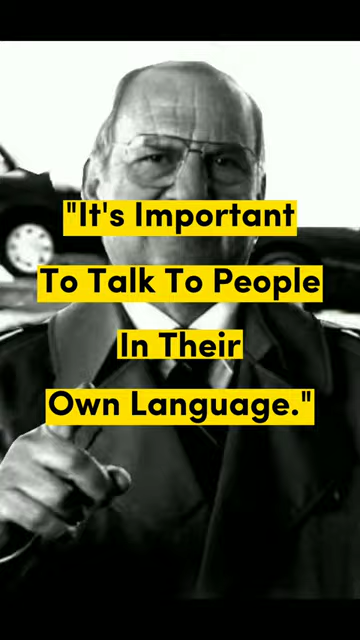 "It's Important
To Talk To People
In Their
Own Language."